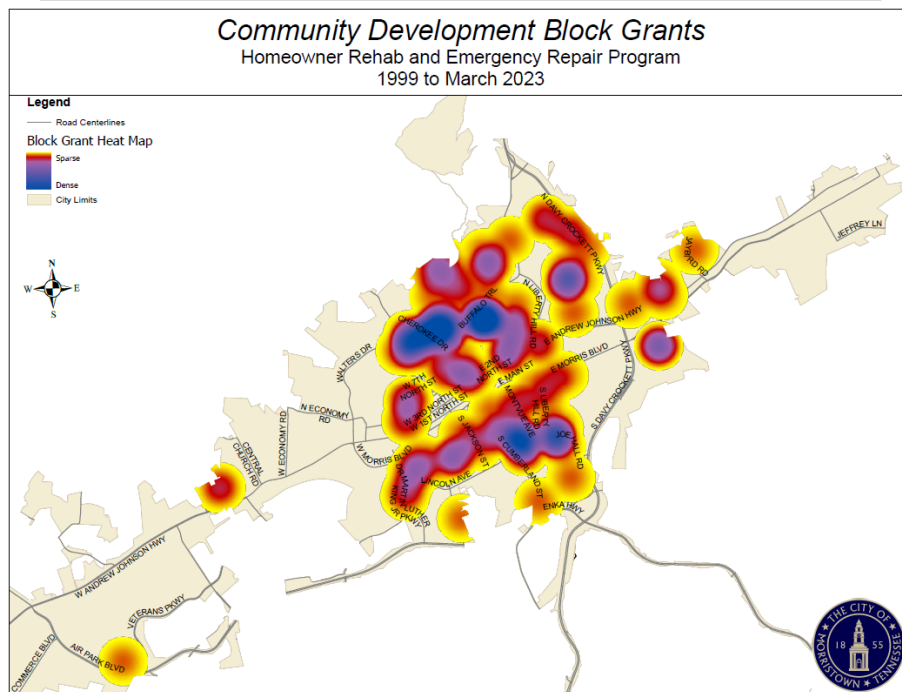 Community Development Block Grants
Homeowner Rehab and Emergency Repair Program
1999 to March 2023
Legend
Road Centerlines
Block Grant Heat Map
Sparse
Dense
City Limits
N
W E
S
N DAVY CROCKETT PKWY
JEFFREY LN
JAYBYRD RD
BUFFALO TRL
N LIBERTY
HILL RD
CHEROKEE DR
E ANDREW JOHNSON HWY
WALTERS DR
E MORRIS BLVD
E 2ND
NORTH ST
E MAIN ST
W 7TH
NORTH ST
W 3RD NORTH ST
W 1ST NORTH ST
S DAVY CROCKETT PKWY
MONTVUE AVE
S LIBERTY
HILL RD
N ECONOMY
RD
W ECONOMY RD
W MORRIS BLVD
S JACKSON ST
S CUMBERLAND ST
JOE HALL RD
CENTRAL
CHURCH RD
LINCOLN AVE
DR MARTIN LUTHER
KING JR PKWY
ENKA HWY
W ANDREW JOHNSON HWY
VETERANS PKWY
AIR PARK BLVD
COMMERCE BLVD
THE CITY OF
18 55
MORRISTOWN TENNESSEE